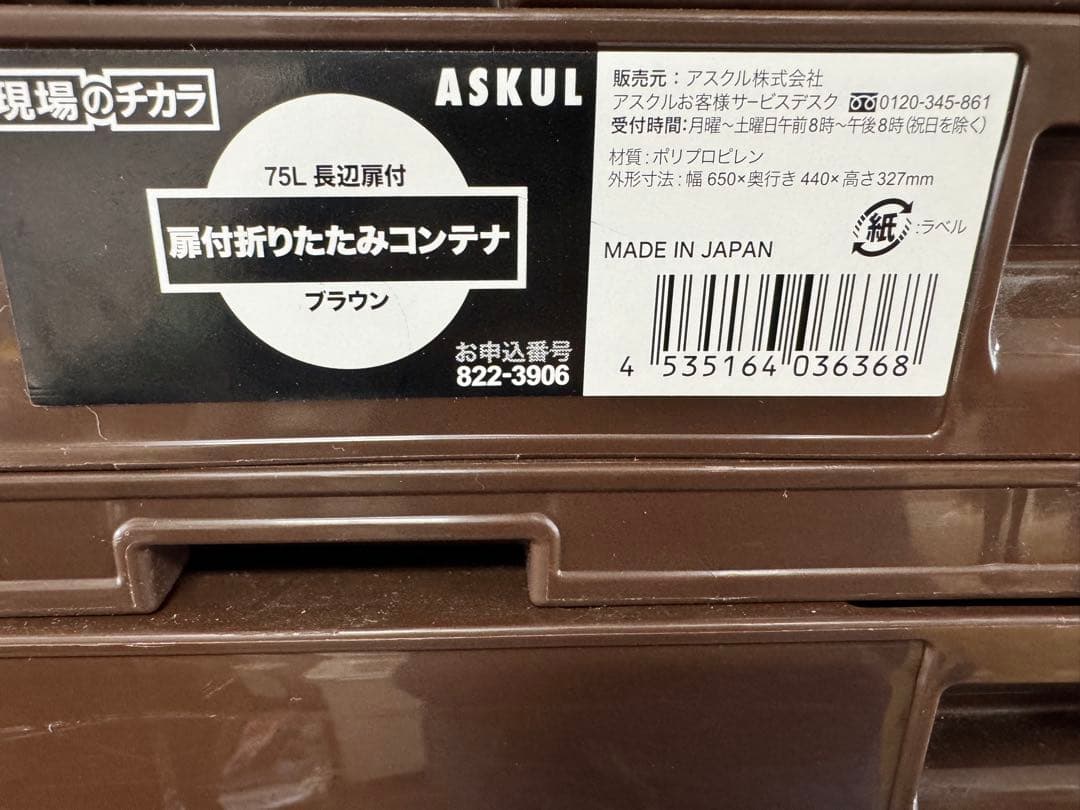 現場のチカラ
ASKUL
75L 長辺扉付
扉付折りたたみコンテナ
ブラウン
お申込番号
822-3906
販売元：アスクル株式会社
アスクルお客様サービスデスク 0120-345-861
受付時間：月曜～土曜日午前8時～午後8時（祝日を除く）
材質：ポリプロピレン
外形寸法：幅 650×奥行き 440×高さ327mm
紙：ラベル
MADE IN JAPAN
4 535164 036368